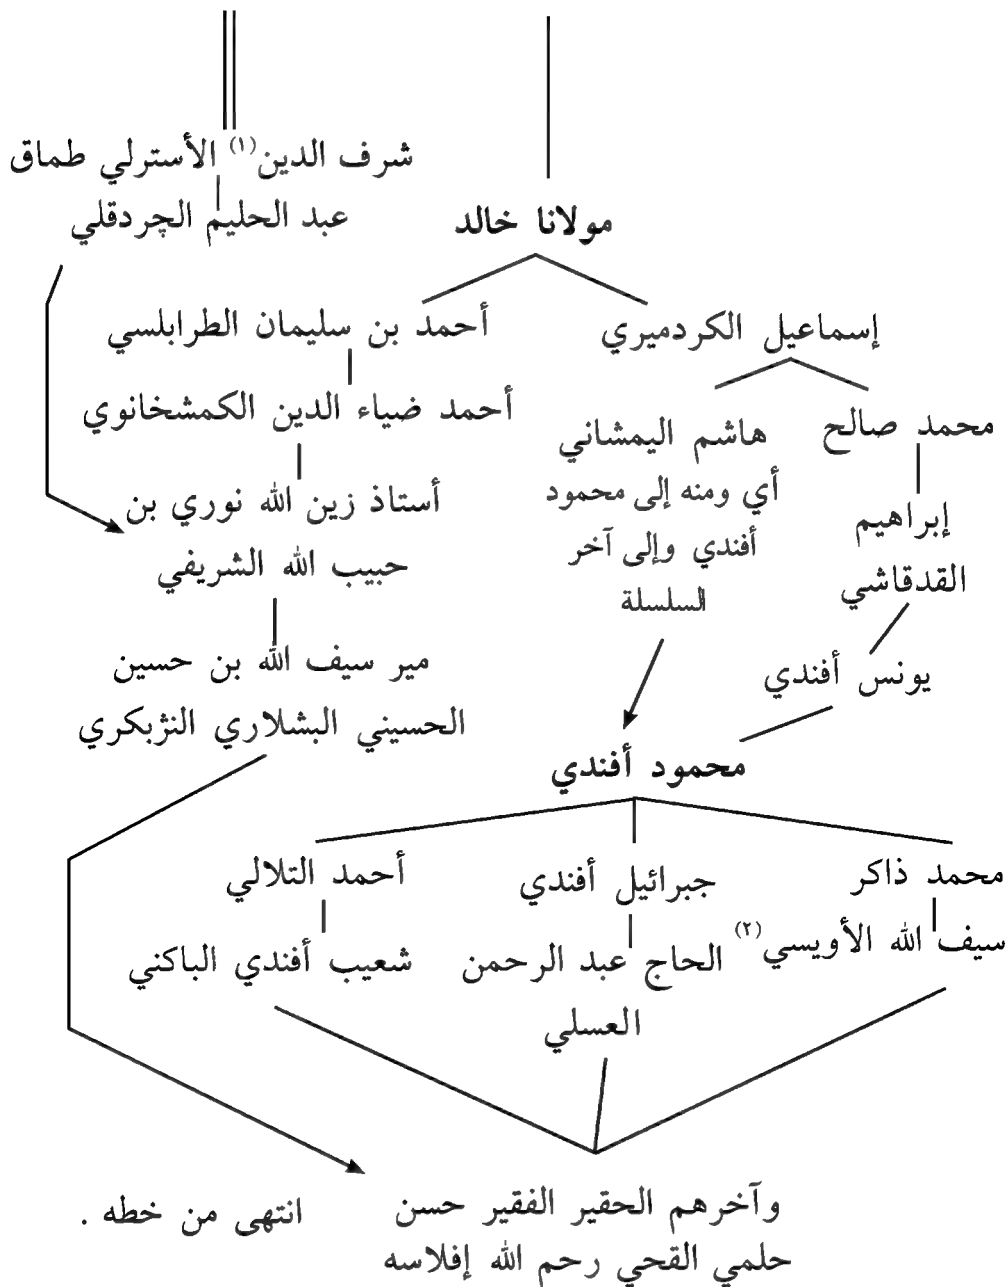 شرف الدين(١) الأسترلي طماق
عبد الحليم الچردقلي
مولانا خالد
إسماعيل الكردميري
أحمد بن سليمان الطرابلسي
أحمد ضياء الدين الكمشخانوي
محمد صالح
هاشم اليمشاني
أي ومنه إلى محمود
أفندي وإلى آخر
السلسلة
أستاذ زين الله نوري بن
حبيب الله الشريفي
إبراهيم
القدقاشي
مير سيف الله بن حسين
الحسيني البشلاري النژبكري
يونس أفندي
محمود أفندي
محمد ذاكر
جبرائيل أفندي
أحمد التلالي
سيف الله الأويسي(٢)
الحاج عبد الرحمن
العسلي
شعيب أفندي الباكني
وآخرهم الحقير الفقير حسن
حلمي القحي رحم الله إفلاسه
انتهى من خطه .